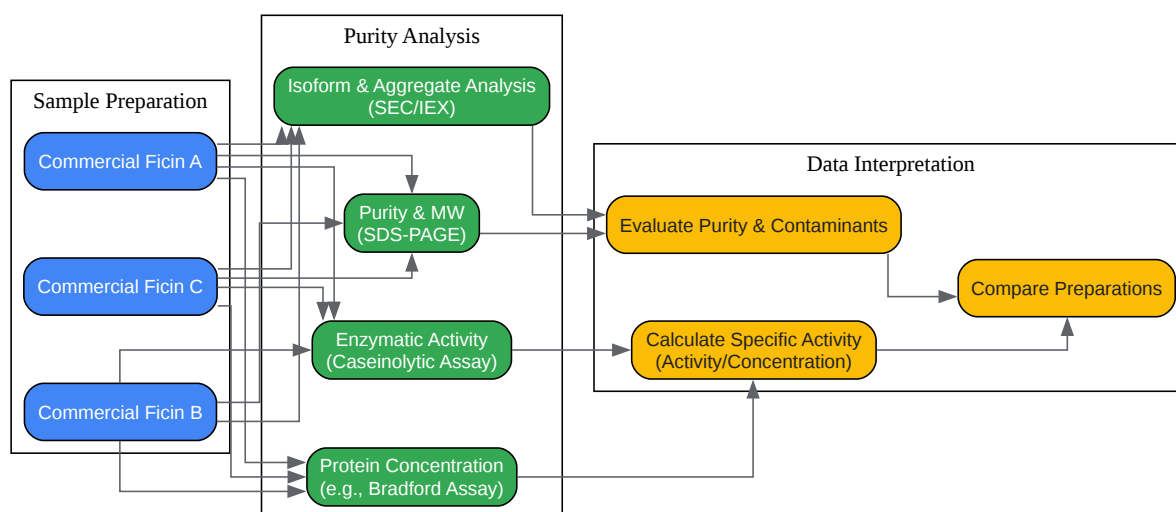 Sample Preparation
Commercial Ficin A
Commercial Ficin C
Commercial Ficin B
Purity Analysis
Isoform & Aggregate Analysis
(SEC/IEX)
Purity & MW
(SDS-PAGE)
Enzymatic Activity
(Caseinolytic Assay)
Protein Concentration
(e.g., Bradford Assay)
Data Interpretation
Evaluate Purity & Contaminants
Calculate Specific Activity
(Activity/Concentration)
Compare Preparations